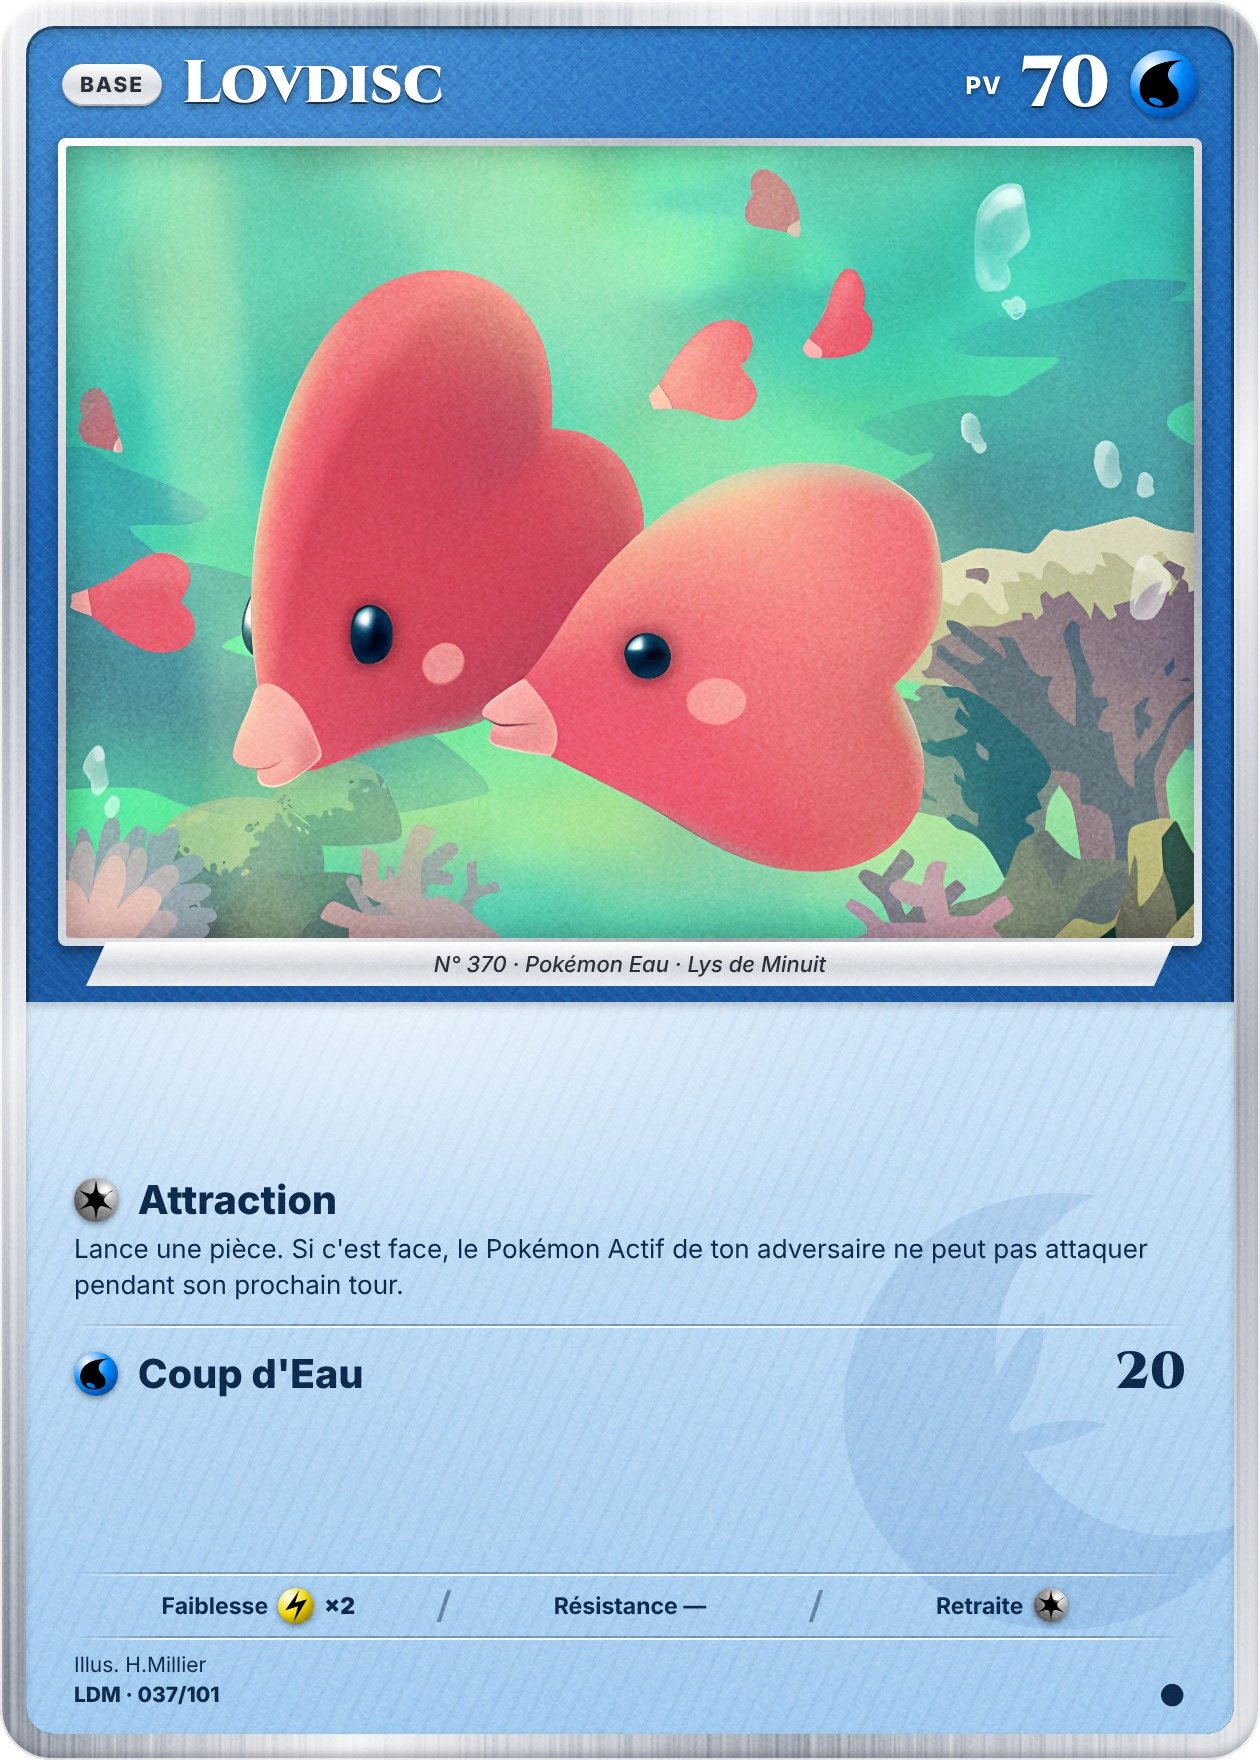 BASE LOVDISC PV 70
N° 370 · Pokémon Eau · Lys de Minuit
Attraction
Lance une pièce. Si c'est face, le Pokémon Actif de ton adversaire ne peut pas attaquer
pendant son prochain tour.
Coup d'Eau 20
Faiblesse ×2 / Résistance — / Retraite
Illus. H.Millier
LDM · 037/101